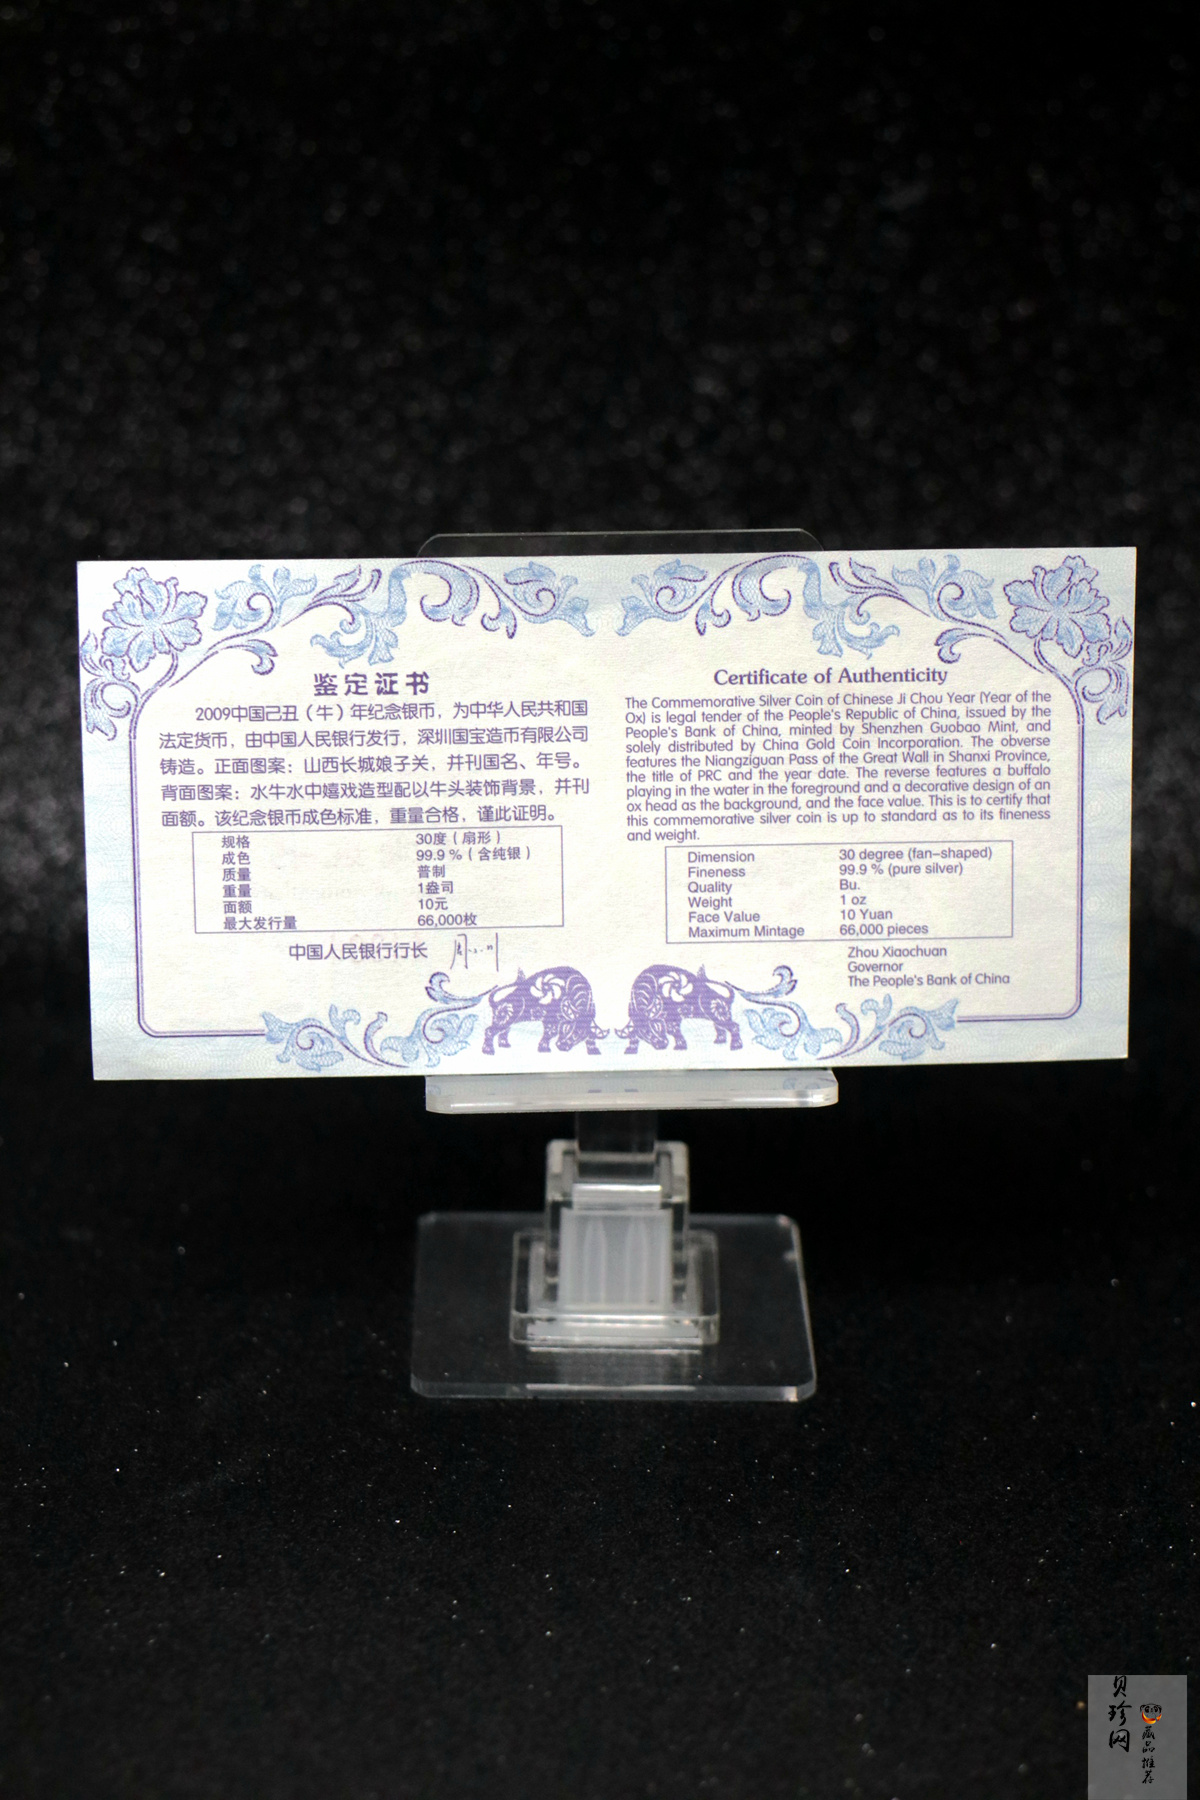 鉴定证书
2009中国己丑（牛）年纪念银币，为中华人民共和国
法定货币，由中国人民银行发行，深圳国宝造币有限公司
铸造。正面图案：山西长城娘子关，并刊国名、年号。
背面图案：水牛水中嬉戏造型配以牛头装饰背景，并刊
面额。该纪念银币成色标准，重量合格，谨此证明。
规格 30度（扇形）
成色 99.9％（含纯银）
质量 普制
重量 1盎司
面额 10元
最大发行量 66,000枚
中国人民银行行长
Certificate of Authenticity
The Commemorative Silver Coin of Chinese Ji Chou Year (Year of the
Ox) is legal tender of the People's Republic of China, issued by the
People's Bank of China, minted by Shenzhen Guobao Mint, and
solely distributed by China Gold Coin Incorporation. The obverse
features the Niangziguan Pass of the Great Wall in Shanxi Province,
the title of PRC and the year date. The reverse features a buffalo
playing in the water in the foreground and a decorative design of an
ox head as the background, and the face value. This is to certify that
this commemorative silver coin is up to standard as to its fineness
and weight.
Dimension 30 degree (fan-shaped)
Fineness 99.9 % (pure silver)
Quality Bu.
Weight 1 oz
Face Value 10 Yuan
Maximum Mintage 66,000 pieces
Zhou Xiaochuan
Governor
The People's Bank of China
贝珍网
藏品推荐